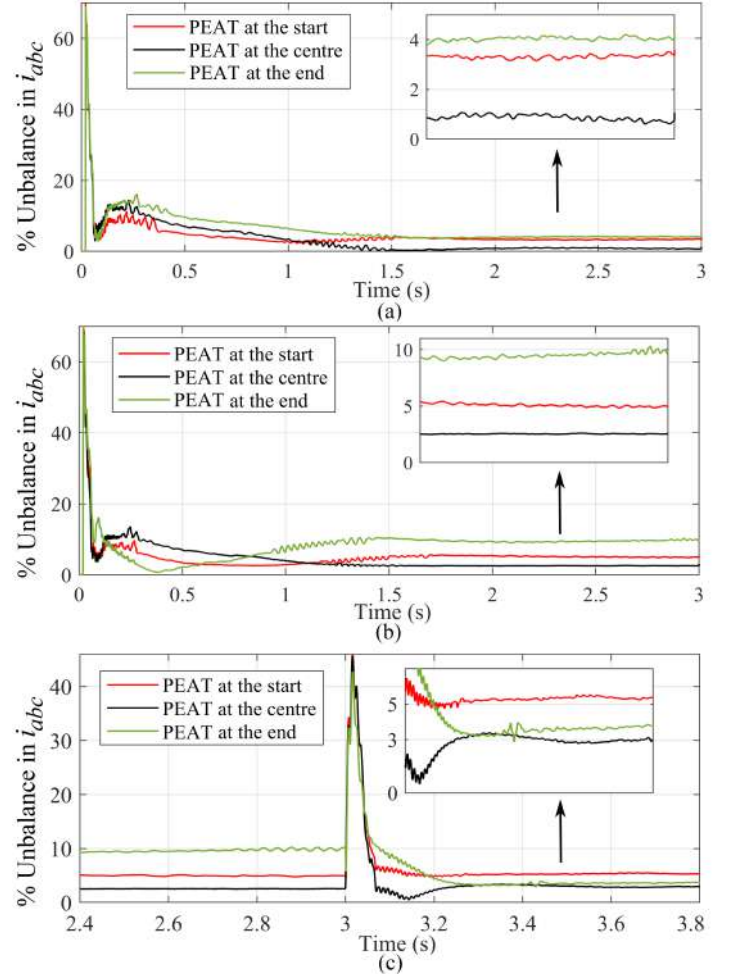 % Unbalance in iabc
60
40
20
0
PEAT at the start
PEAT at the centre
PEAT at the end
4
2
0
0 0.5 1 1.5 2 2.5 3
Time (s)
(a)
% Unbalance in iabc
60
40
20
0
PEAT at the start
PEAT at the centre
PEAT at the end
10
5
0
0 0.5 1 1.5 2 2.5 3
Time (s)
(b)
% Unbalance in iabc
40
30
20
10
0
PEAT at the start
PEAT at the centre
PEAT at the end
5
3
0
2.4 2.6 2.8 3 3.2 3.4 3.6 3.8
Time (s)
(c)